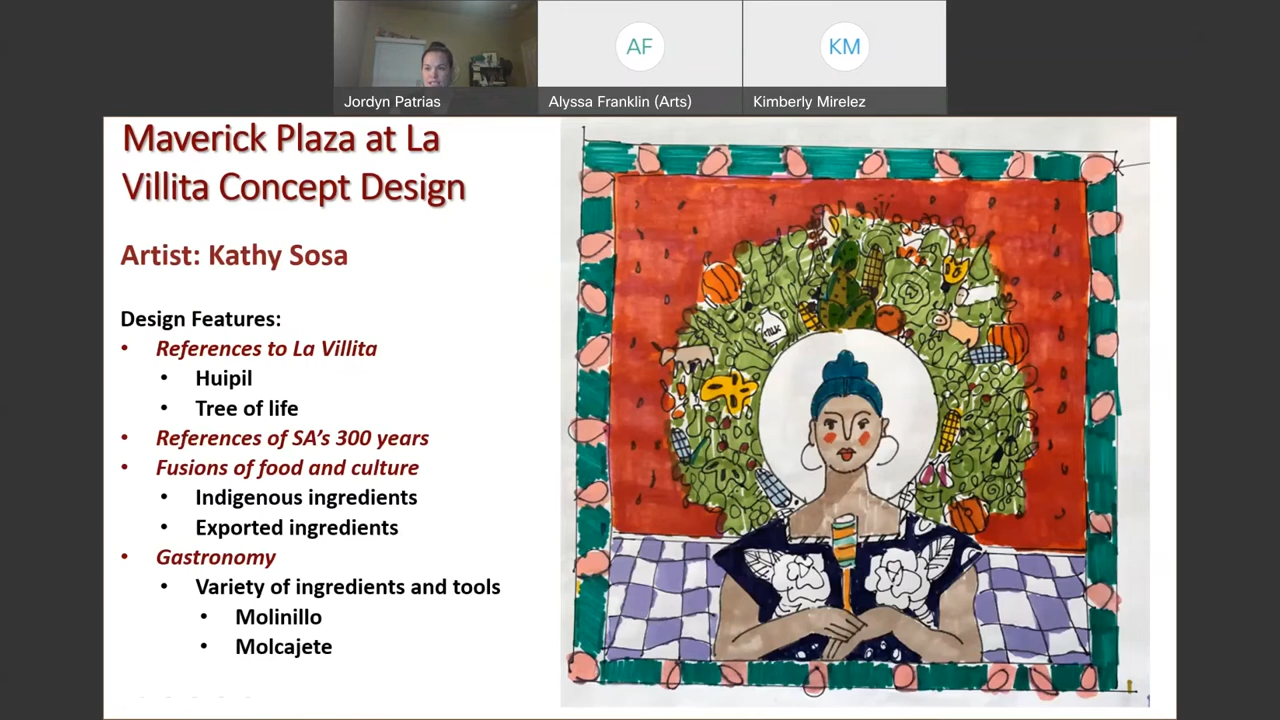 AF
KM
Jordyn Patrias
Alyssa Franklin (Arts)
Kimberly Mirelez
Maverick Plaza at La
Villita Concept Design
Artist: Kathy Sosa
Design Features:
• References to La Villita
• Huipil
• Tree of life
• References of SA's 300 years
• Fusions of food and culture
• Indigenous ingredients
• Exported ingredients
• Gastronomy
• Variety of ingredients and tools
• Molinillo
• Molcajete
MILK